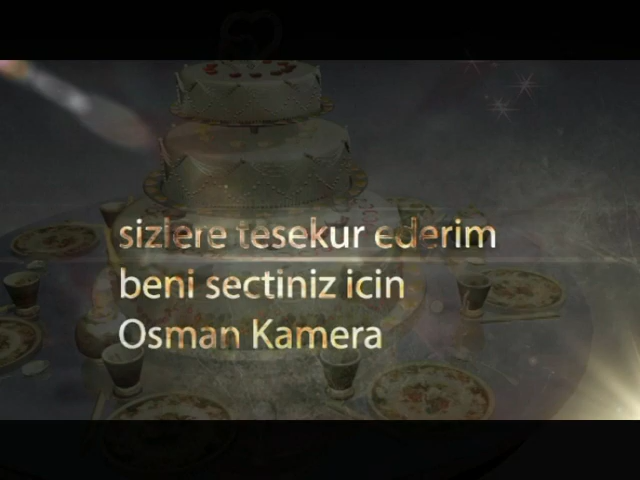 sizlere tesekur ederim
beni sectiniz icin
Osman Kamera